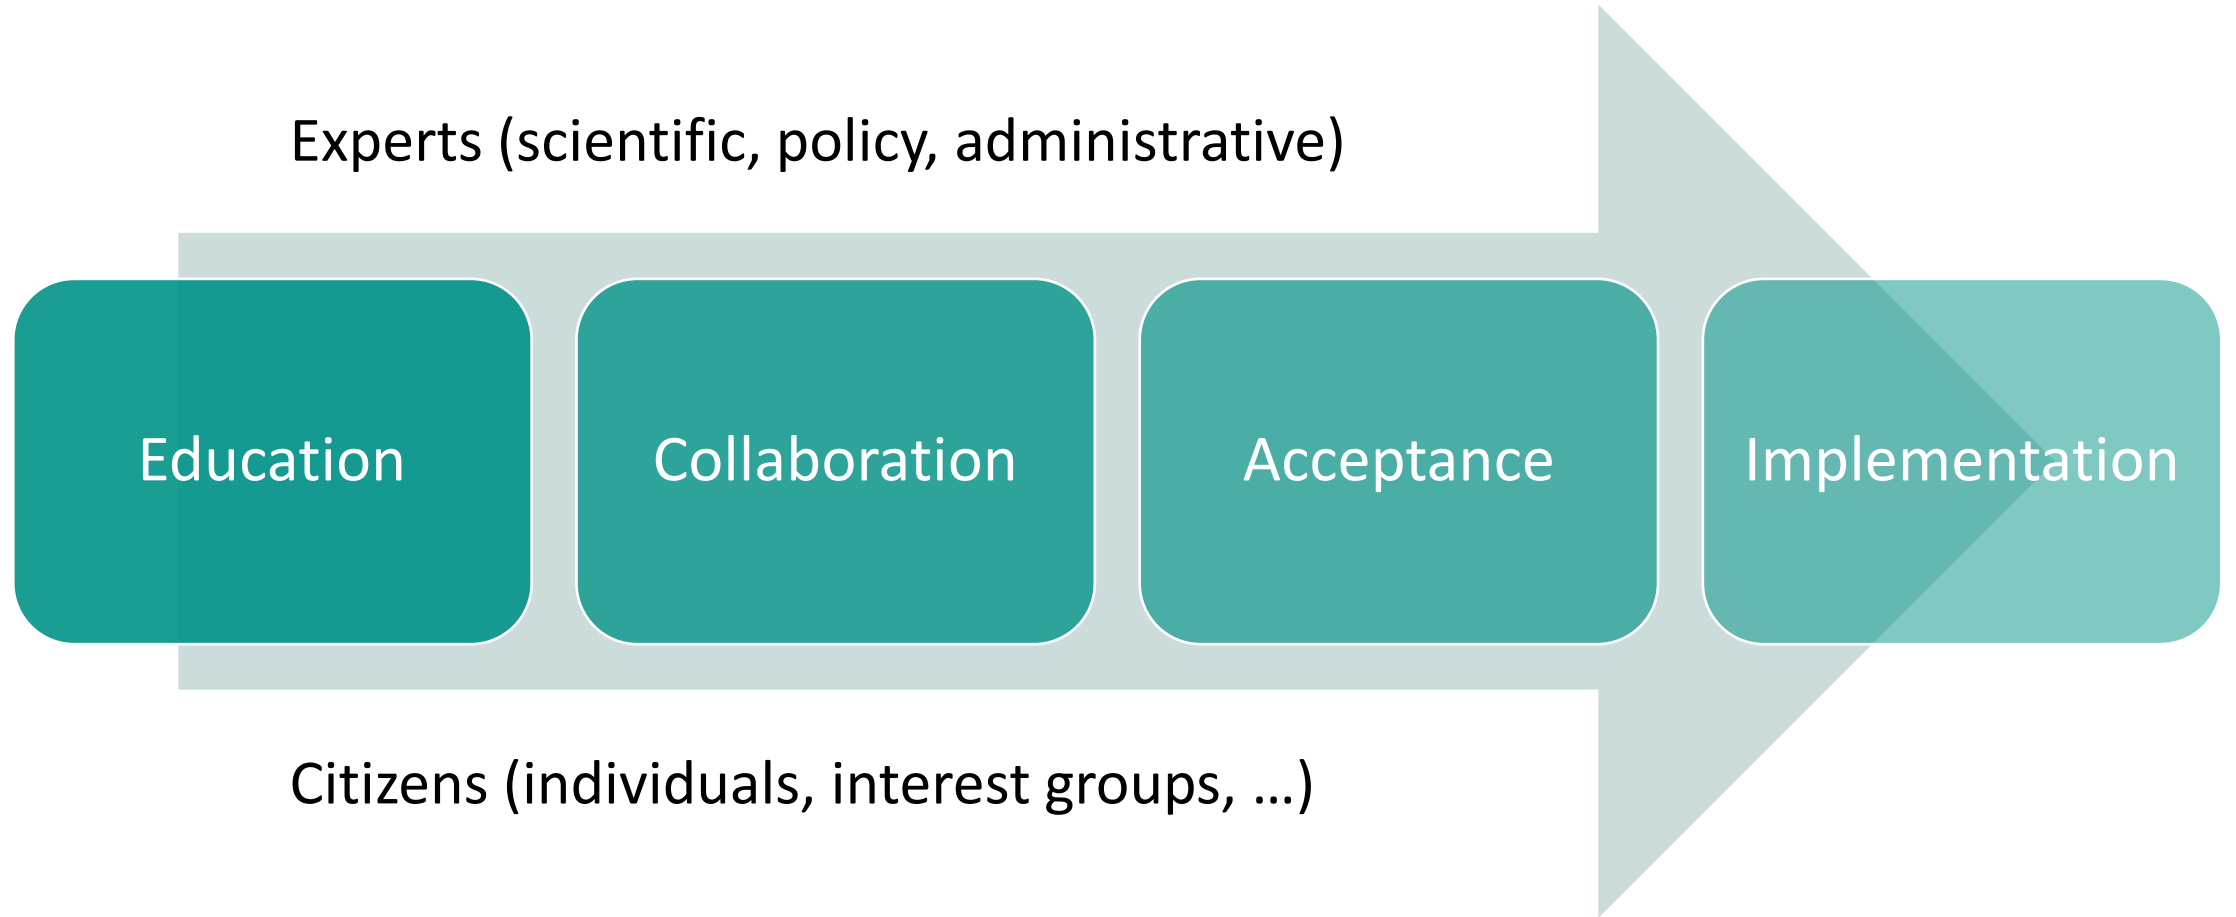 Experts (scientific, policy, administrative)
Education
Collaboration
Acceptance
Implementation
Citizens (individuals, interest groups, ...)